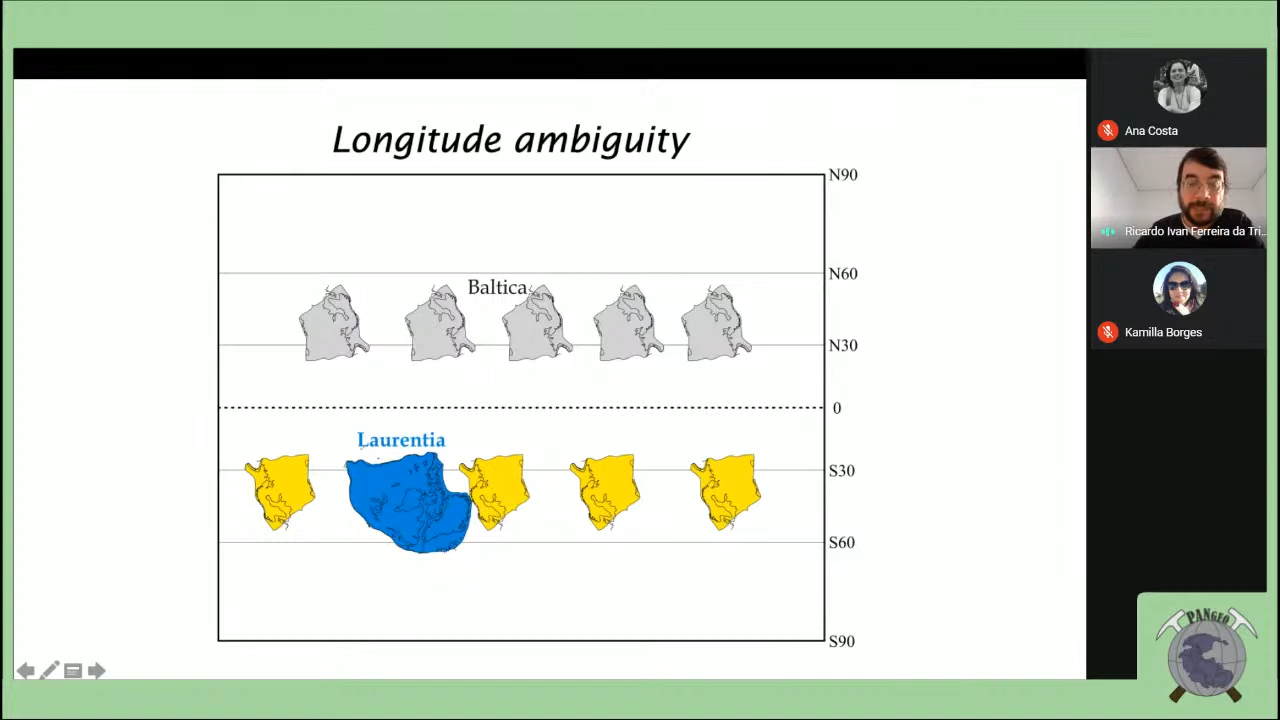 Longitude ambiguity
N90
N60
Baltica
N30
0
Laurentia
S30
S60
S90
Ana Costa
Ricardo Ivan Ferreira da Tri...
Kamilla Borges
PANGEO